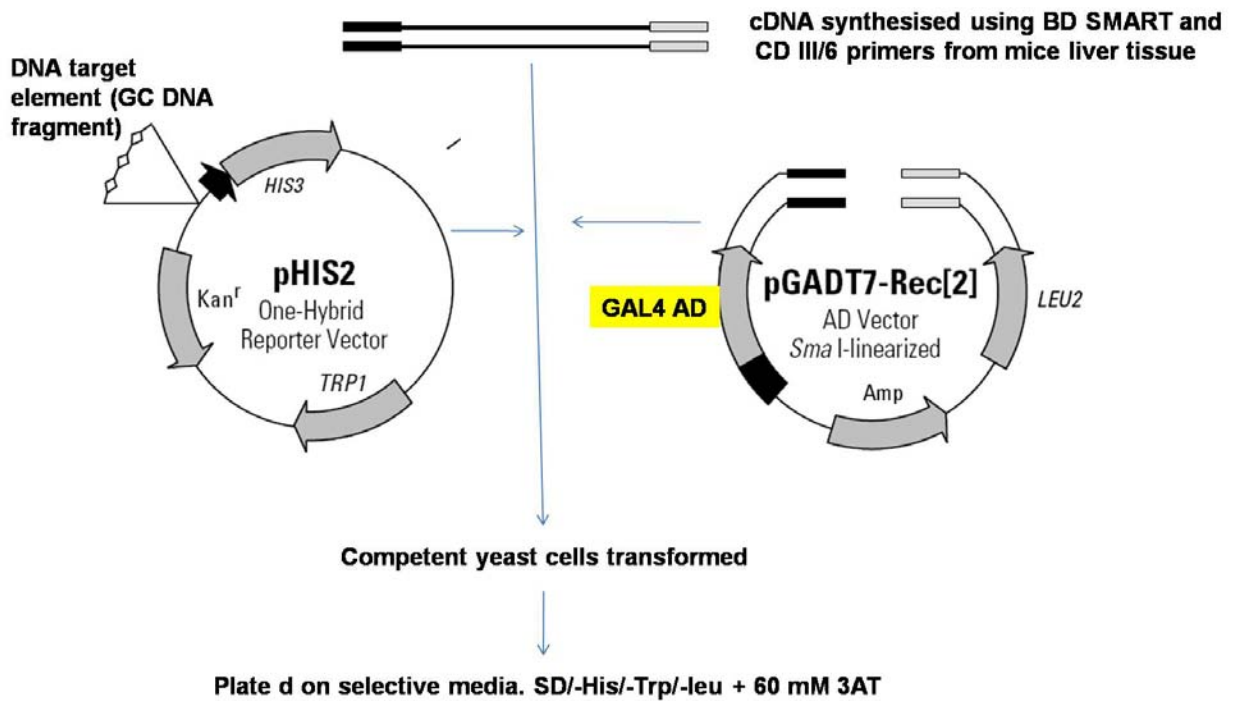 cDNA synthesised using BD SMART and
CD III/6 primers from mice liver tissue
DNA target
element (GC DNA
fragment)
HIS3
pHIS2
One-Hybrid
Reporter Vector
Kanʳ
TRP1
GAL4 AD
pGADT7-Rec[2]
AD Vector
Sma I-linearized
LEU2
Amp
Competent yeast cells transformed
Plate d on selective media. SD/-His/-Trp/-leu + 60 mM 3AT